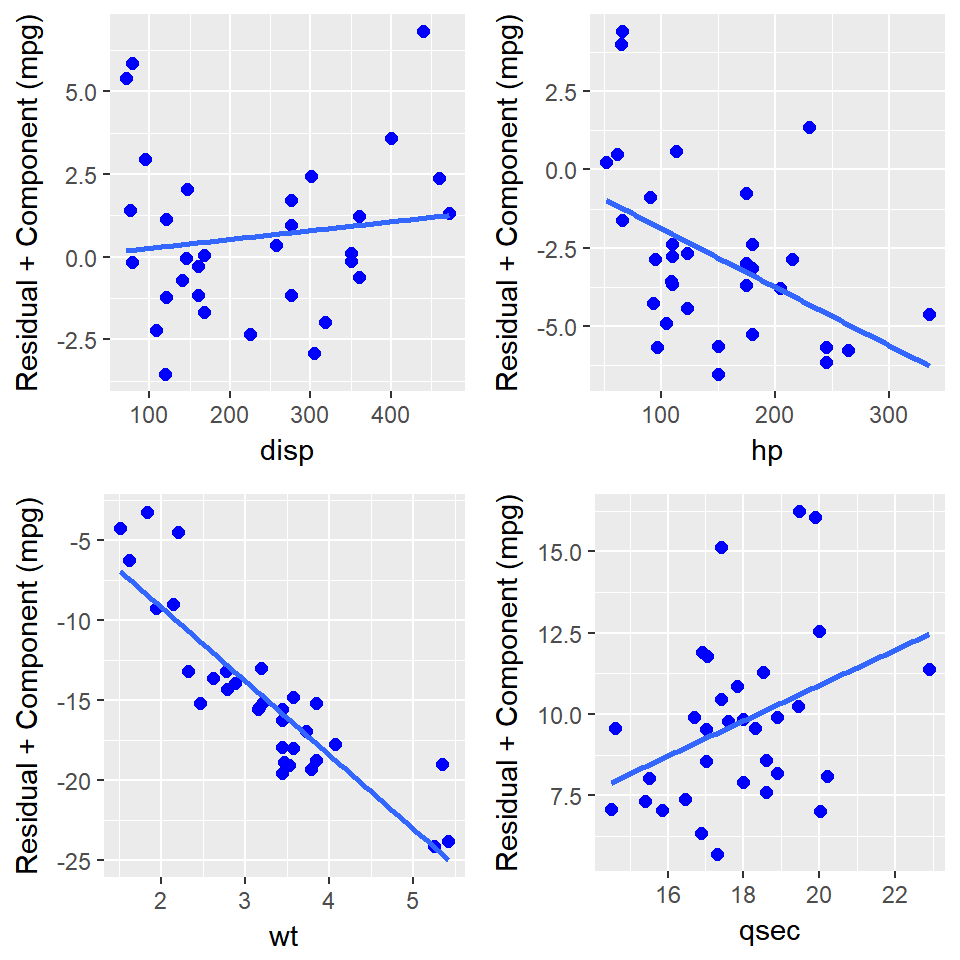 Residual + Component (mpg)
5.0
2.5
0.0
-2.5
100 200 300 400
disp
Residual + Component (mpg)
2.5
0.0
-2.5
-5.0
100 200 300
hp
Residual + Component (mpg)
-5
-10
-15
-20
-25
2 3 4 5
wt
Residual + Component (mpg)
15.0
12.5
10.0
7.5
16 18 20 22
qsec